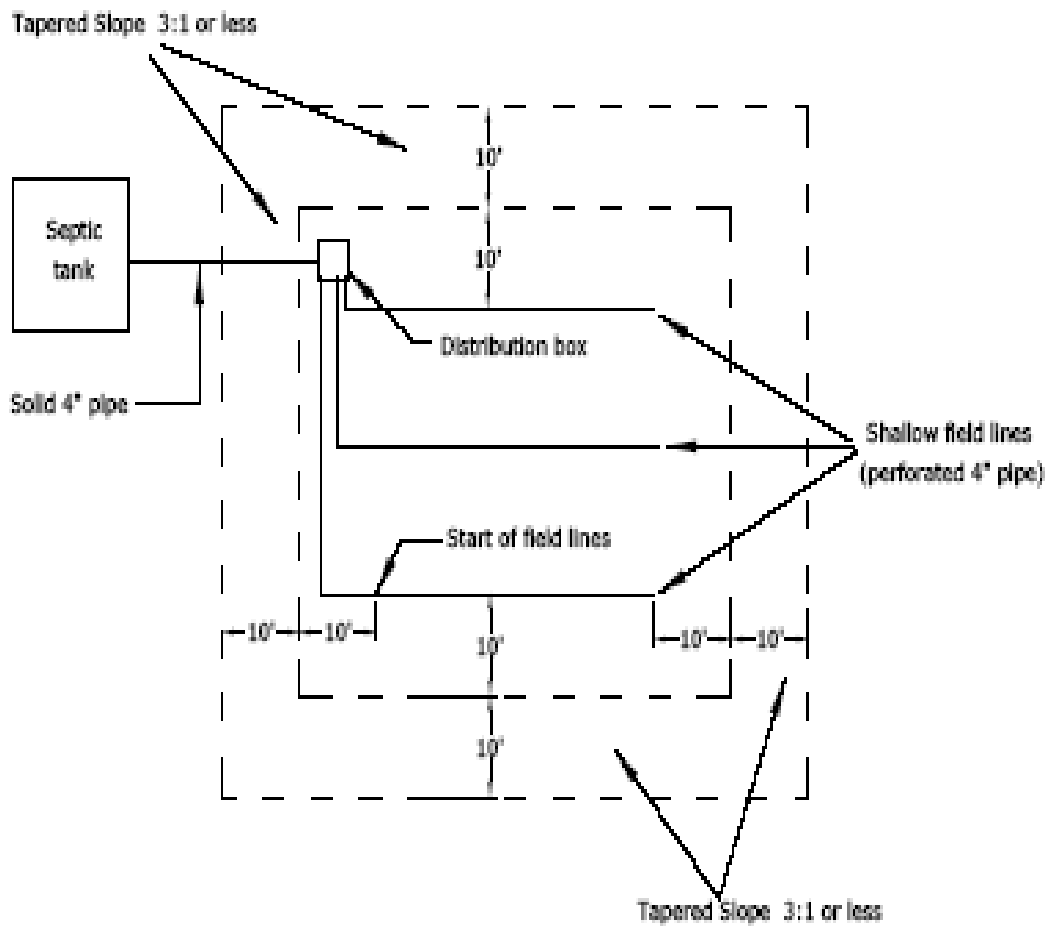 Tapered Slope 3:1 or less
10'
Septic
tank
10'
Distribution box
Solid 4" pipe
Shallow field lines
(perforated 4" pipe)
Start of field lines
10'
10'
10'
10'
10'
10'
Tapered Slope 3:1 or less